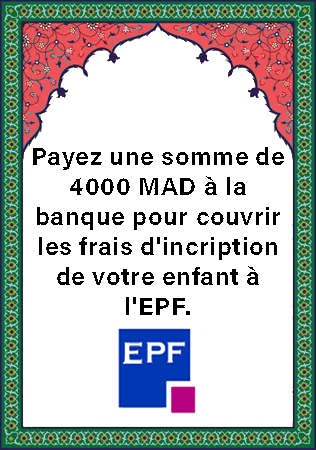 Payez une somme de
4000 MAD à la
banque pour couvrir
les frais d'incription
de votre enfant à
l'EPF.
EPF